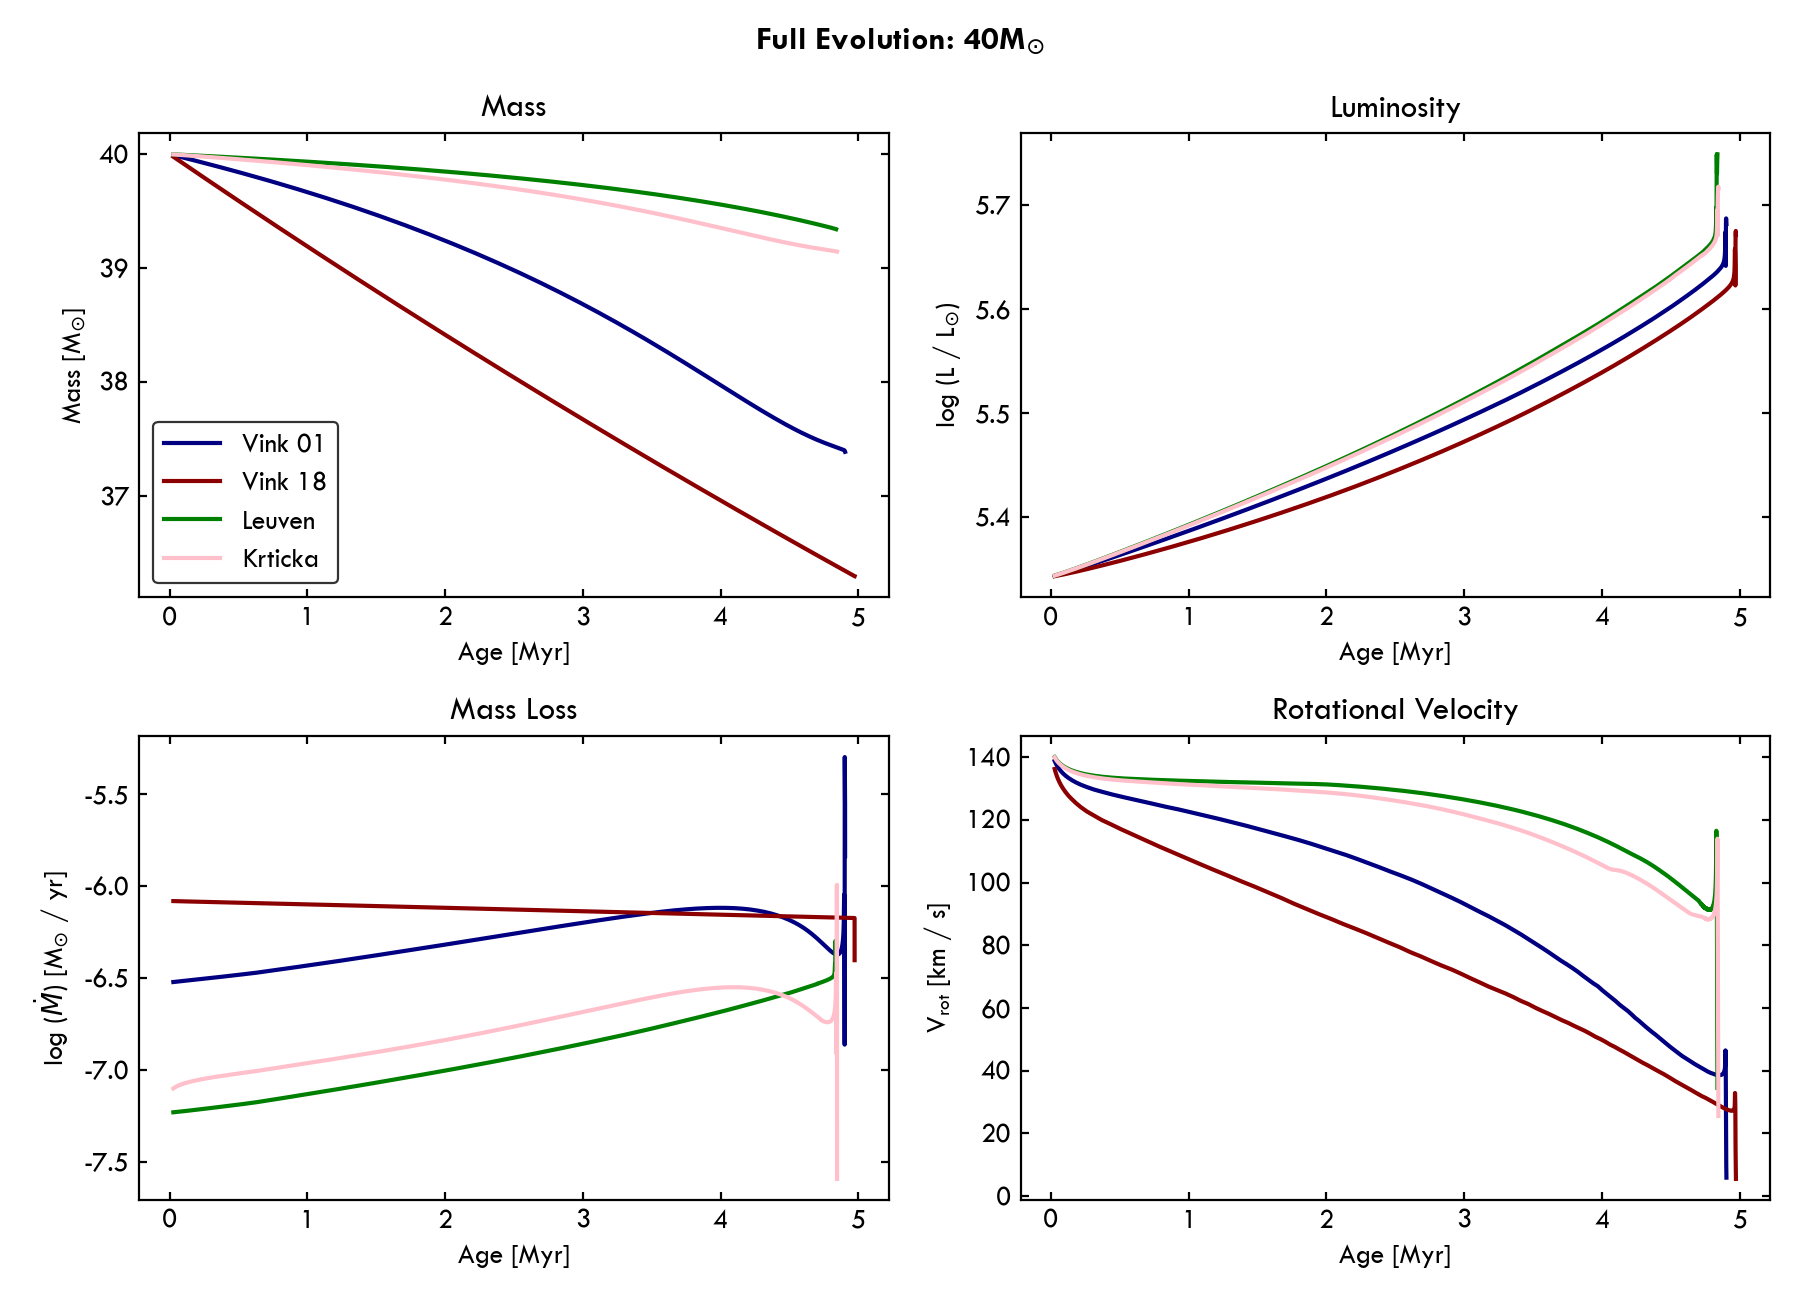 Full Evolution: 40M☉
Mass
Mass [M☉]
40
39
38
37
Vink 01
Vink 18
Leuven
Krticka
0 1 2 3 4 5
Age [Myr]
Luminosity
log (L / L☉)
5.7
5.6
5.5
5.4
0 1 2 3 4 5
Age [Myr]
Mass Loss
log (Ṁ) [M☉ / yr]
-5.5
-6.0
-6.5
-7.0
-7.5
0 1 2 3 4 5
Age [Myr]
Rotational Velocity
Vrot [km / s]
140
120
100
80
60
40
20
0
0 1 2 3 4 5
Age [Myr]